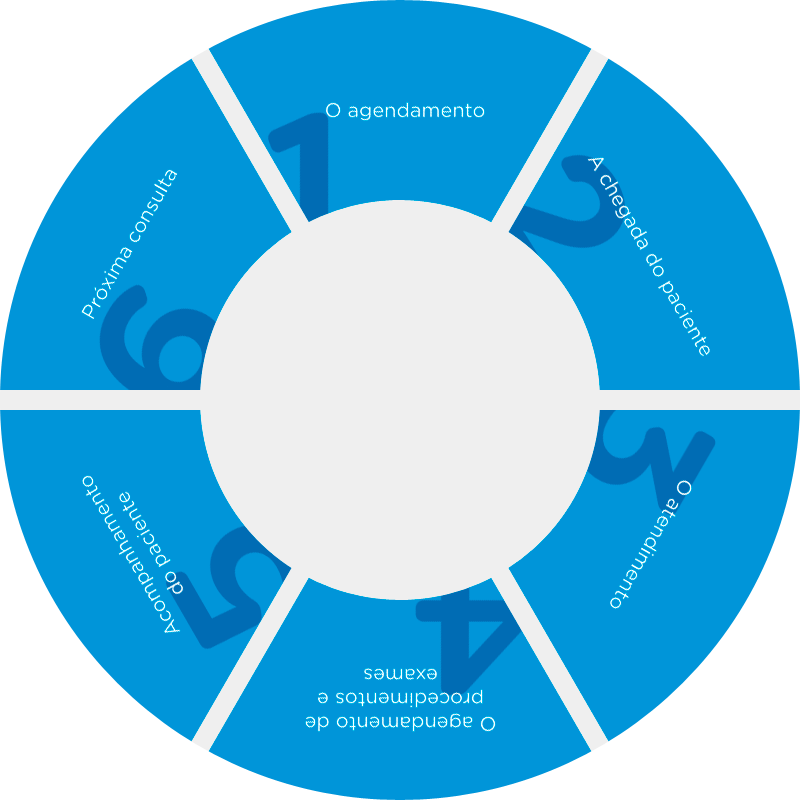 1
O agendamento
2
A chegada do paciente
3
O atendimento
4
O agendamento de
procedimentos e
exames
5
Acompanhamento
do paciente
6
Próxima consulta